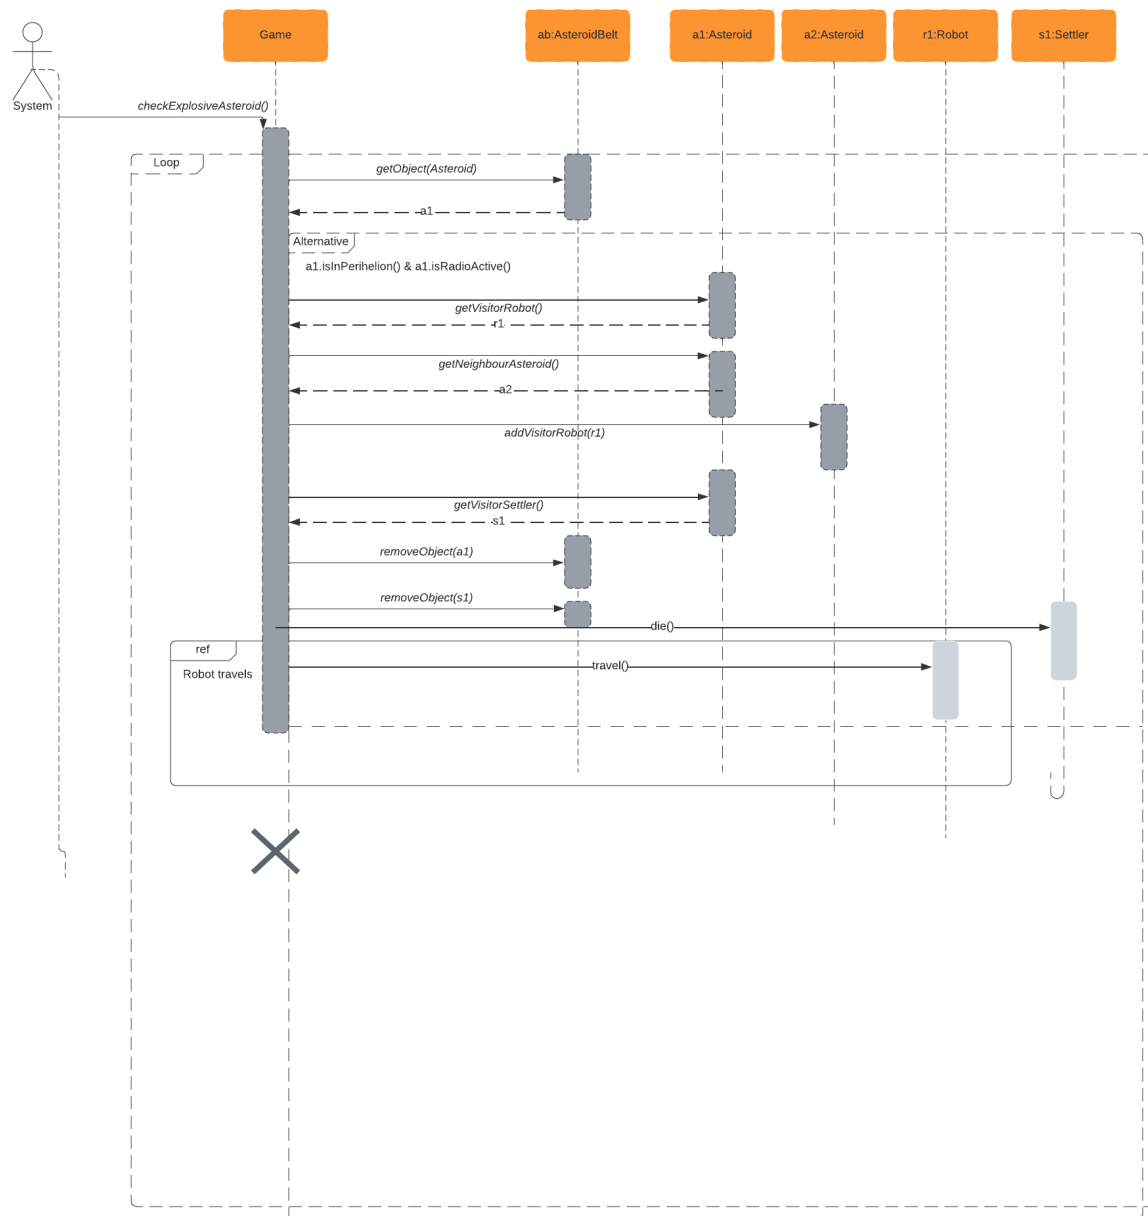 Game
ab:AsteroidBelt
a1:Asteroid
a2:Asteroid
r1:Robot
s1:Settler
System
checkExplosiveAsteroid()
Loop
getObject(Asteroid)
a1
Alternative
a1.isInPerihelion() & a1.isRadioActive()
getVisitorRobot()
r1
getNeighbourAsteroid()
a2
addVisitorRobot(r1)
getVisitorSettler()
s1
removeObject(a1)
removeObject(s1)
die()
ref
travel()
Robot travels